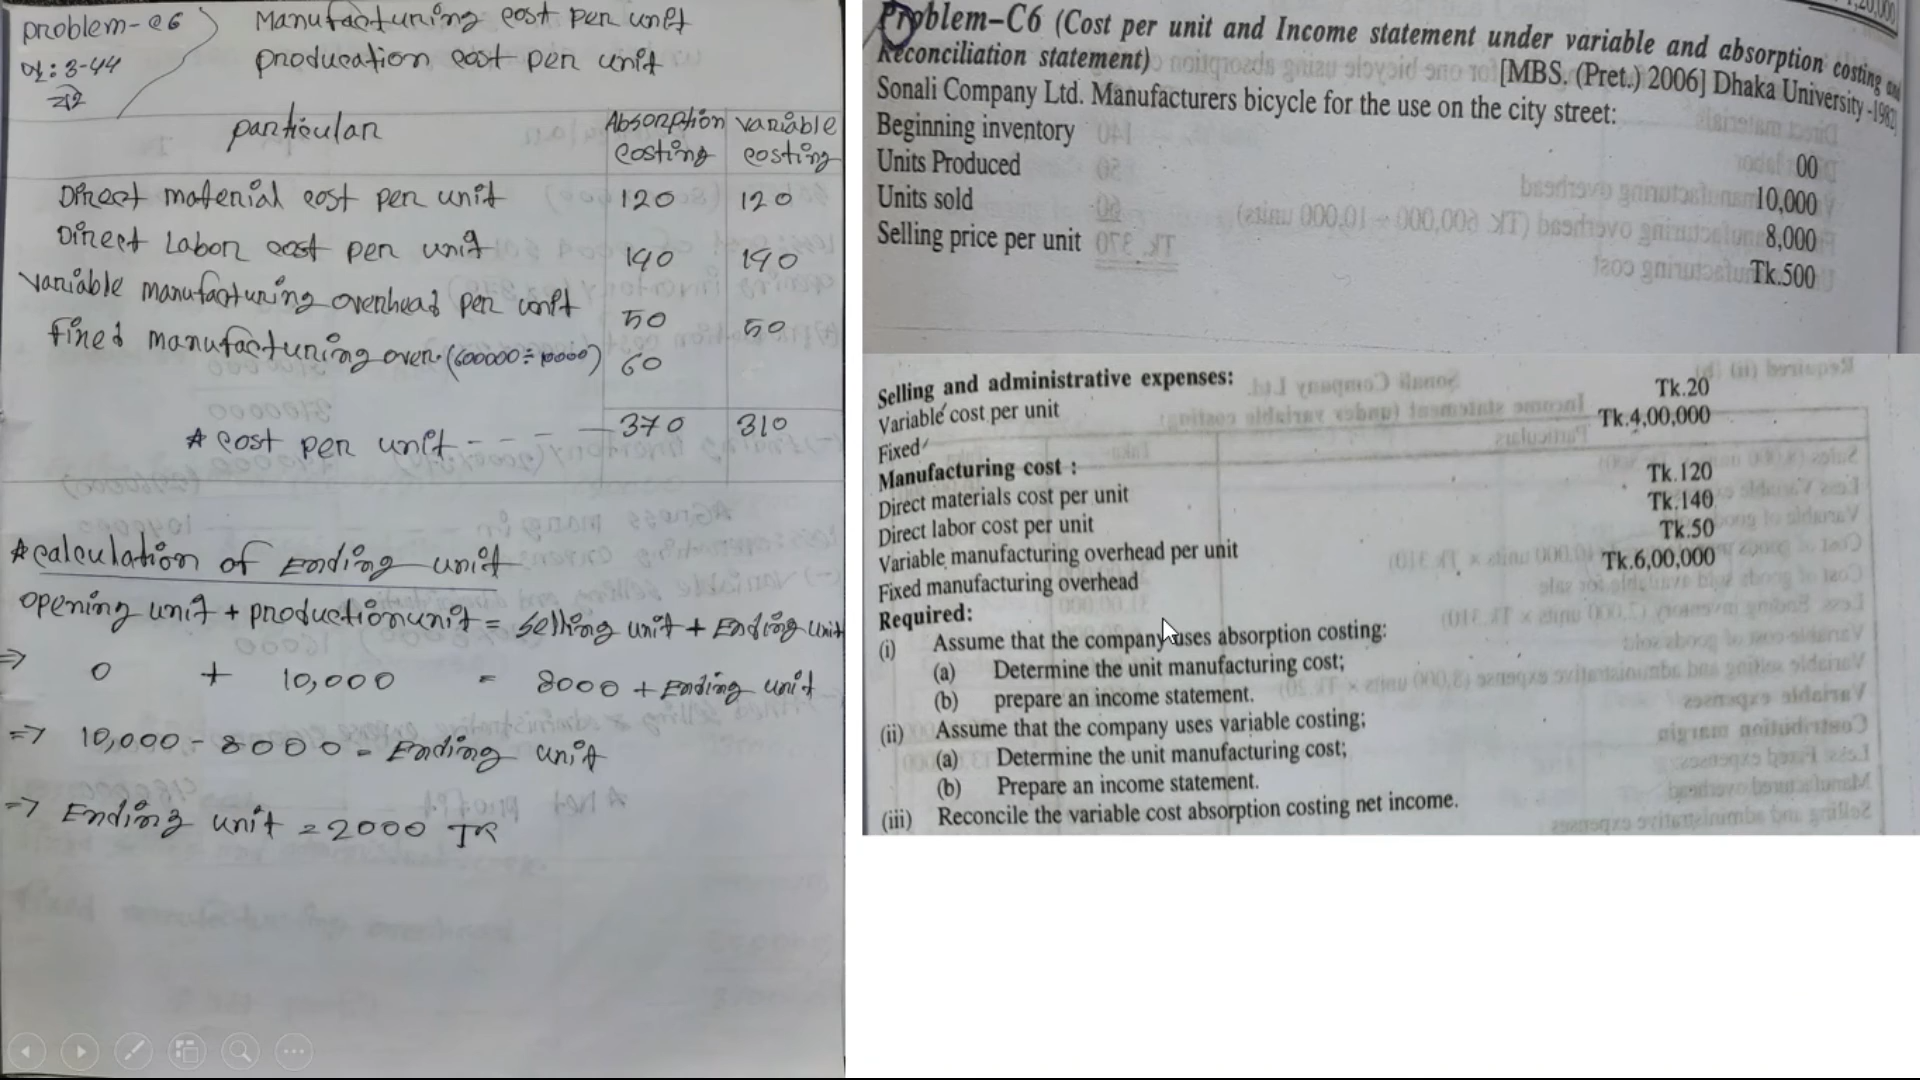 problem-c6
পৃ: 3-44
Manufacturing cost per unit
production cost per unit
particular
Absorption costing
variable costing
Direct material cost per unit 120 120
Direct Labor cost per unit 140 140
variable manufacturing overhead per unit 50 50
fined manufacturing over. (600000 ÷ 10000) 60
* cost per unit - - - - 370 310
* calculation of Ending unit
opening unit + production unit = selling unit + Ending unit
⇒ 0 + 10,000 = 8000 + Ending unit
⇒ 10,000 - 8000 = Ending unit
⇒ Ending unit = 2000 TK
Problem–C6 (Cost per unit and Income statement under variable and absorption costing and
Reconciliation statement)
[MBS. (Pret.) 2006] Dhaka University -1982]
Sonali Company Ltd. Manufacturers bicycle for the use on the city street:
Beginning inventory 00
Units Produced 10,000
Units sold 8,000
Selling price per unit Tk.500
Selling and administrative expenses:
Variable cost per unit Tk.20
Fixed Tk.4,00,000
Manufacturing cost :
Direct materials cost per unit Tk.120
Direct labor cost per unit Tk.140
Variable manufacturing overhead per unit Tk.50
Fixed manufacturing overhead Tk.6,00,000
Required:
(i) Assume that the company uses absorption costing:
(a) Determine the unit manufacturing cost;
(b) prepare an income statement.
(ii) Assume that the company uses variable costing;
(a) Determine the unit manufacturing cost;
(b) Prepare an income statement.
(iii) Reconcile the variable cost absorption costing net income.